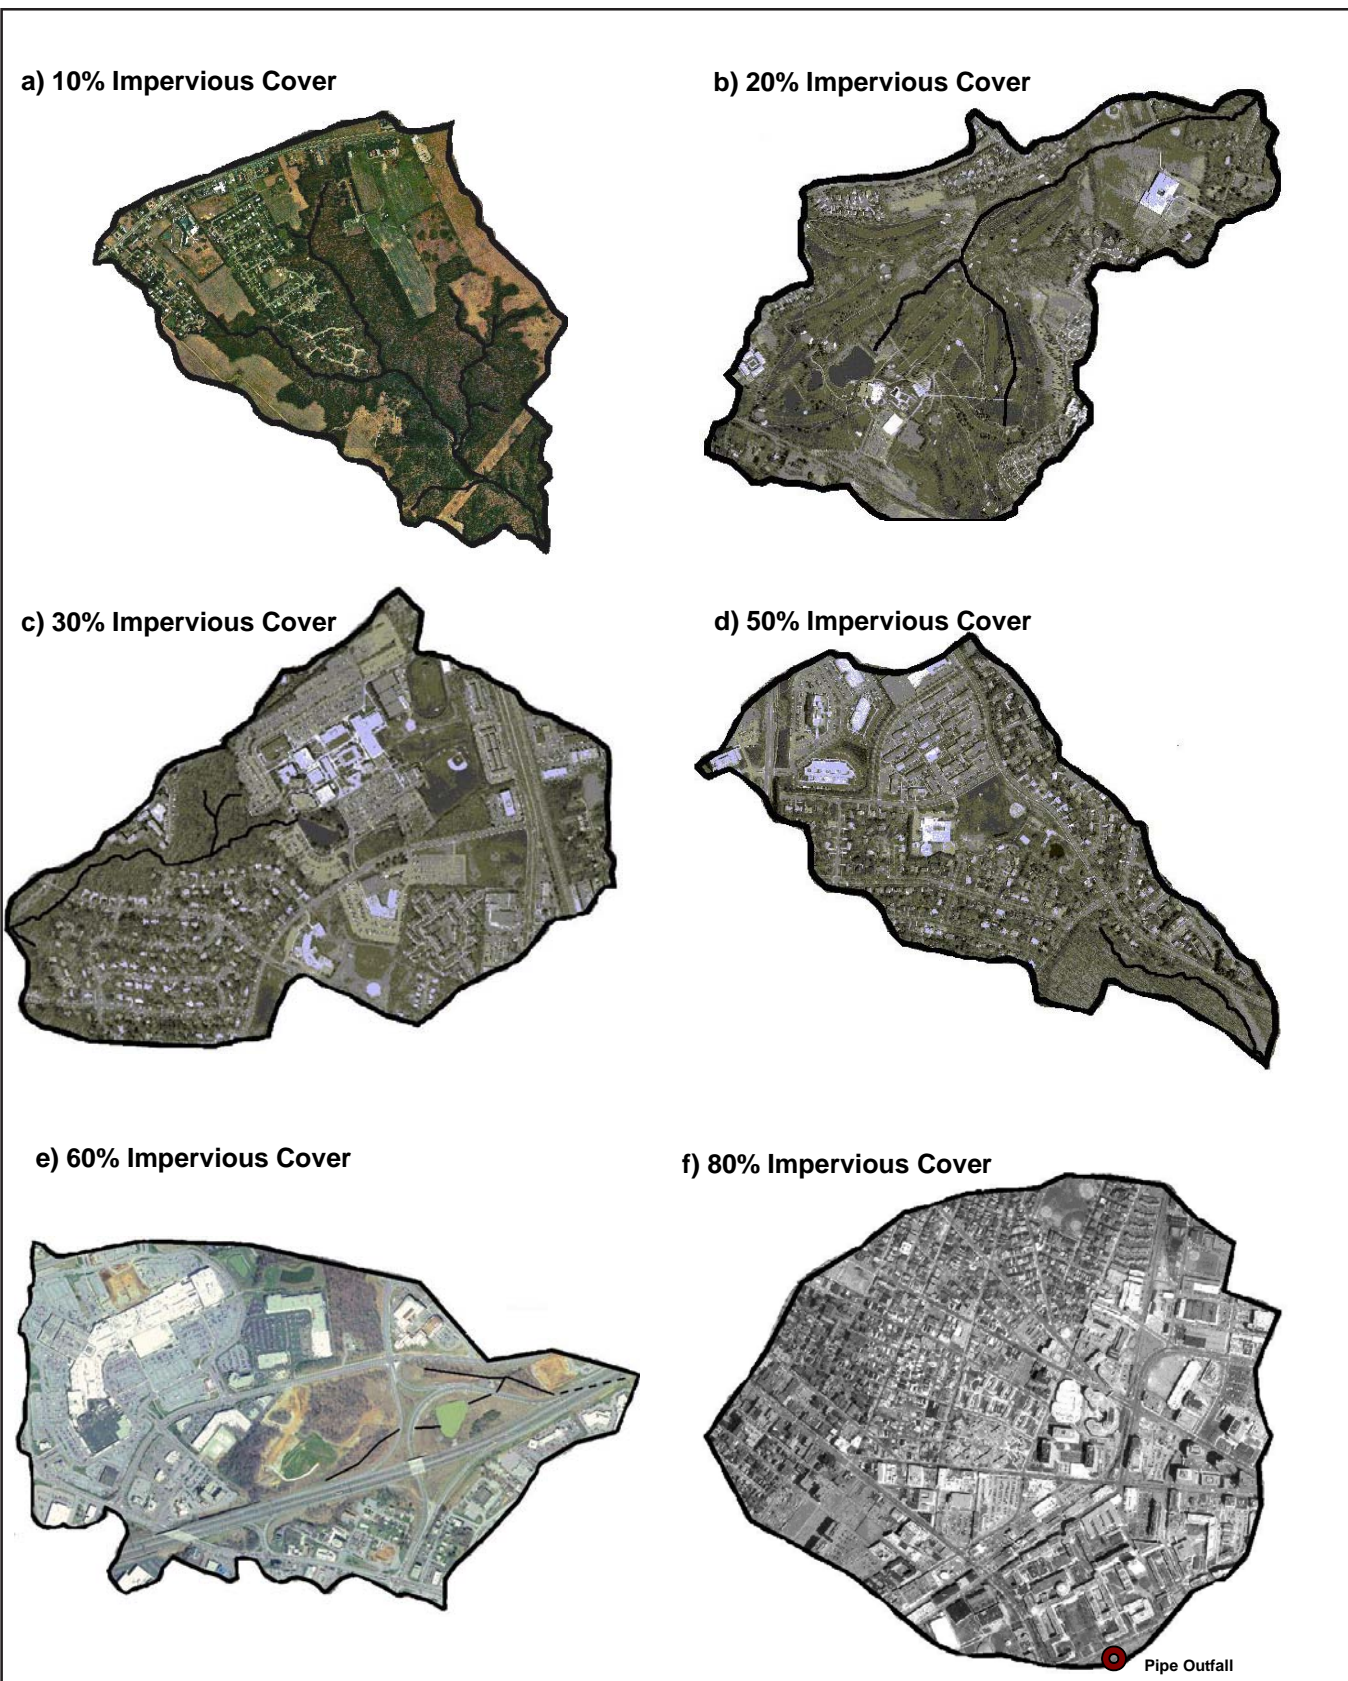 a) 10% Impervious Cover
b) 20% Impervious Cover
c) 30% Impervious Cover
d) 50% Impervious Cover
e) 60% Impervious Cover
f) 80% Impervious Cover
Pipe Outfall